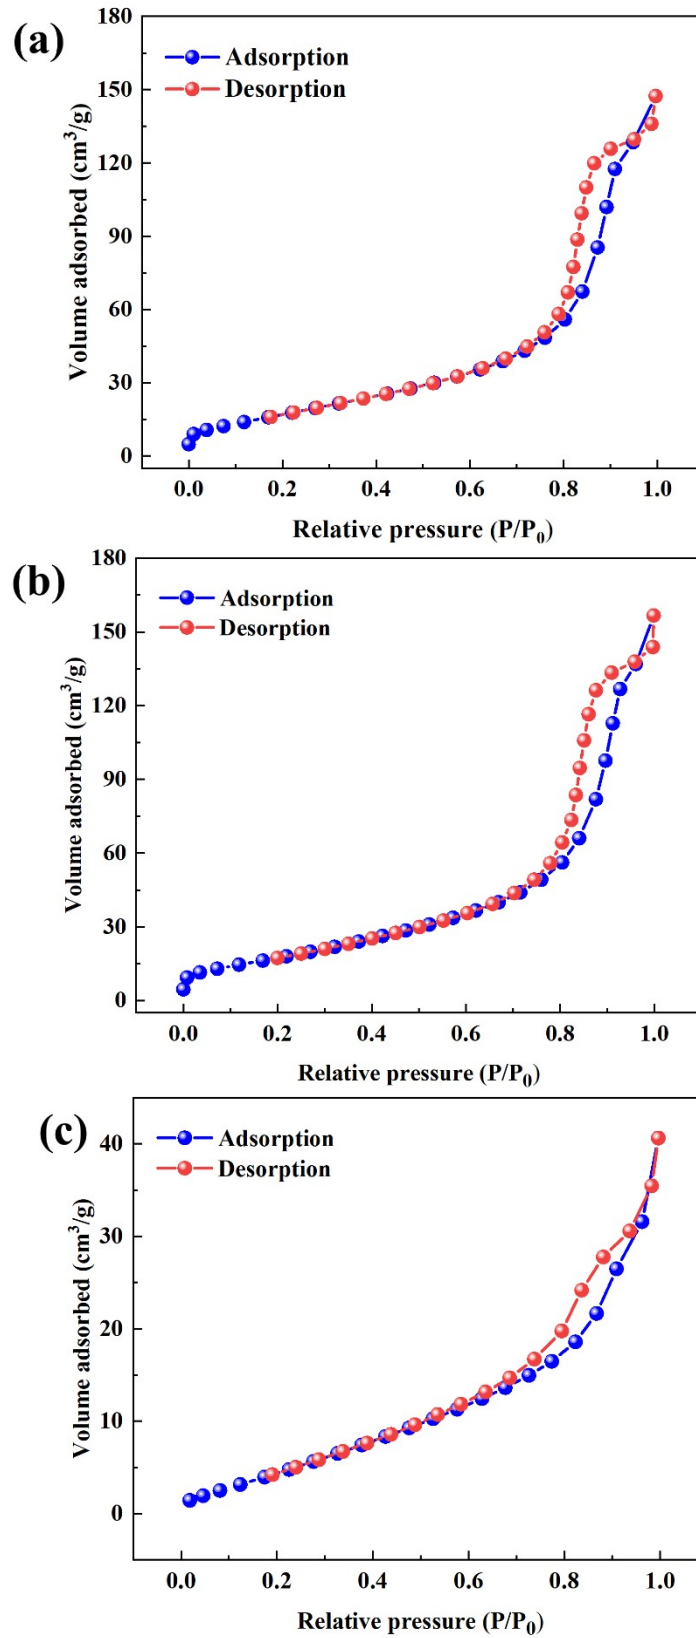 (a)
Adsorption
Desorption
Volume adsorbed (cm³/g)
180
150
120
90
60
30
0
0.0 0.2 0.4 0.6 0.8 1.0
Relative pressure (P/P₀)
(b)
Adsorption
Desorption
Volume adsorbed (cm³/g)
180
150
120
90
60
30
0
0.0 0.2 0.4 0.6 0.8 1.0
Relative pressure (P/P₀)
(c)
Adsorption
Desorption
Volume adsorbed (cm³/g)
40
30
20
10
0
0.0 0.2 0.4 0.6 0.8 1.0
Relative pressure (P/P₀)